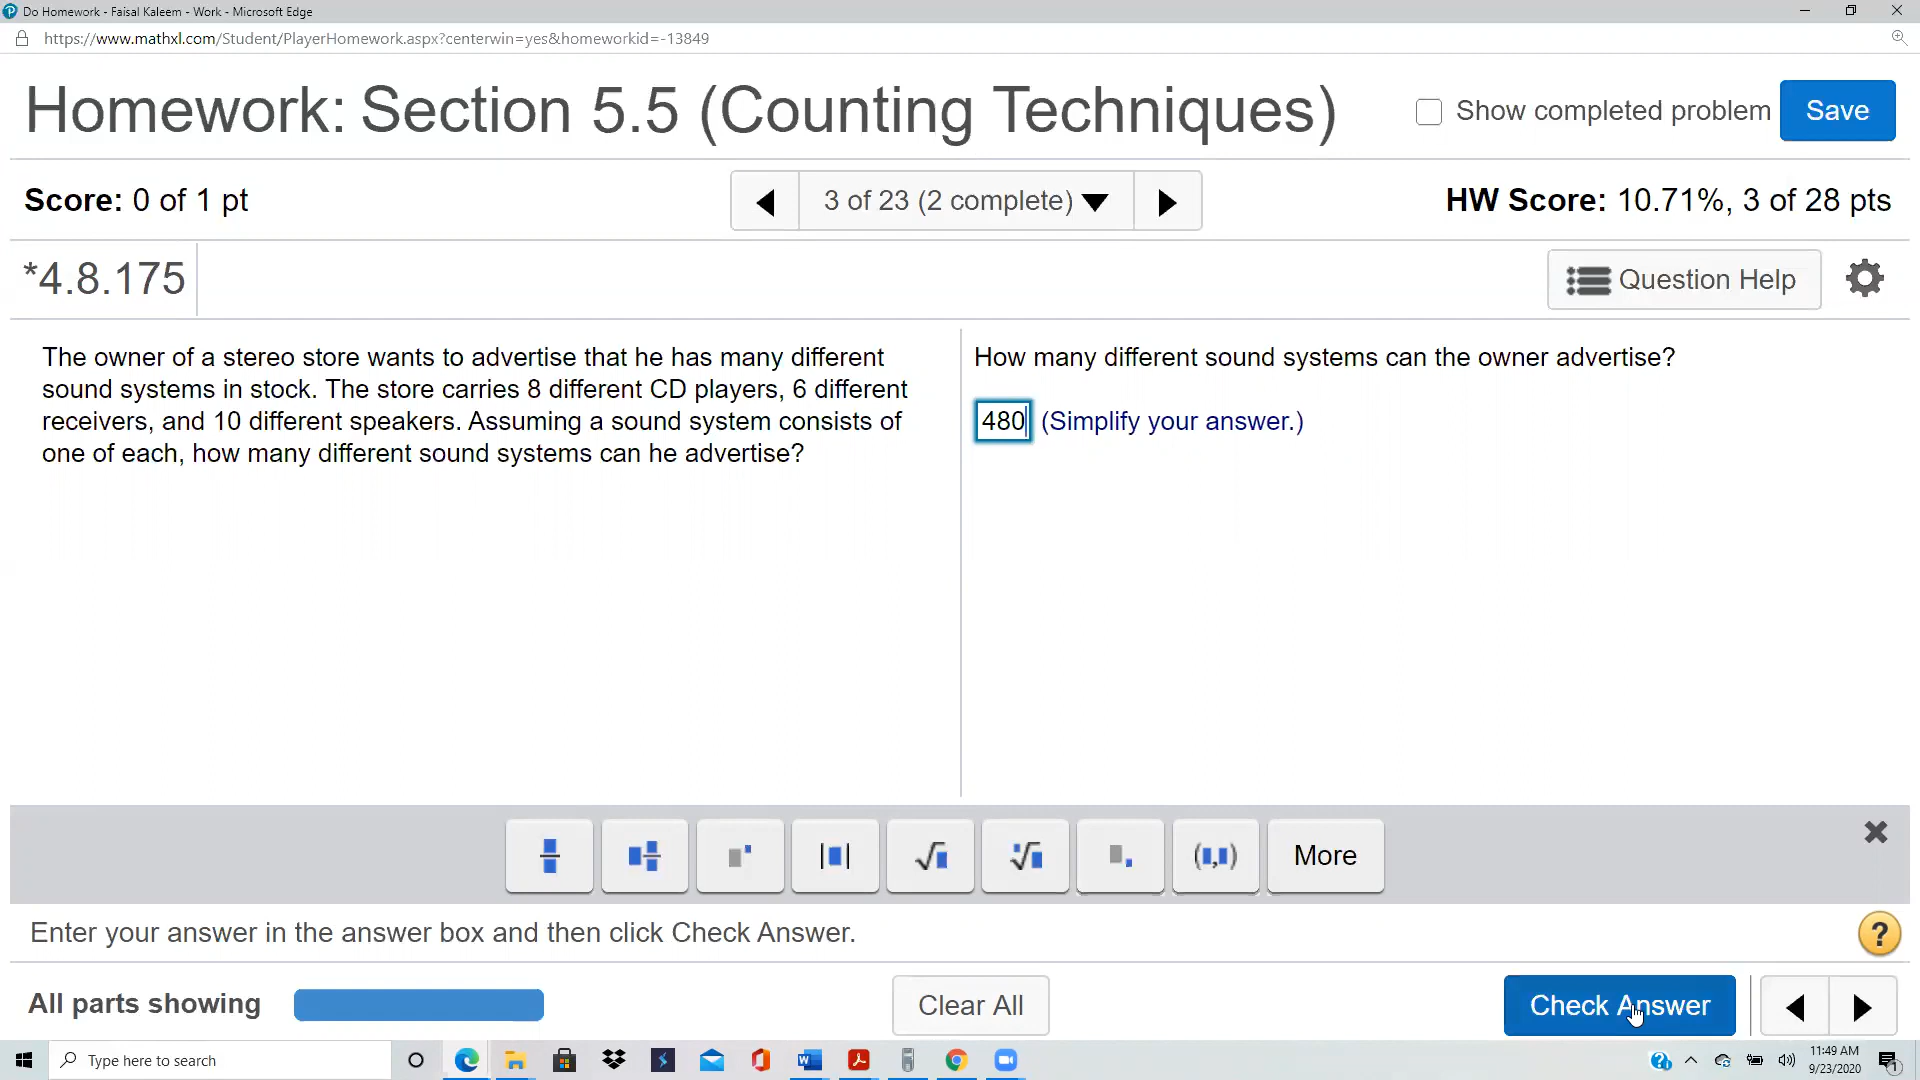 Do Homework - Faisal Kaleem - Work - Microsoft Edge
https://www.mathxl.com/Student/PlayerHomework.aspx?centerwin=yes&homeworkid=-13849
Homework: Section 5.5 (Counting Techniques)
Show completed problem
Save
Score: 0 of 1 pt
3 of 23 (2 complete)
HW Score: 10.71%, 3 of 28 pts
*4.8.175
Question Help
The owner of a stereo store wants to advertise that he has many different
sound systems in stock. The store carries 8 different CD players, 6 different
receivers, and 10 different speakers. Assuming a sound system consists of
one of each, how many different sound systems can he advertise?
How many different sound systems can the owner advertise?
480 (Simplify your answer.)
More
Enter your answer in the answer box and then click Check Answer.
?
All parts showing
Clear All
Check Answer
Type here to search
11:49 AM
9/23/2020